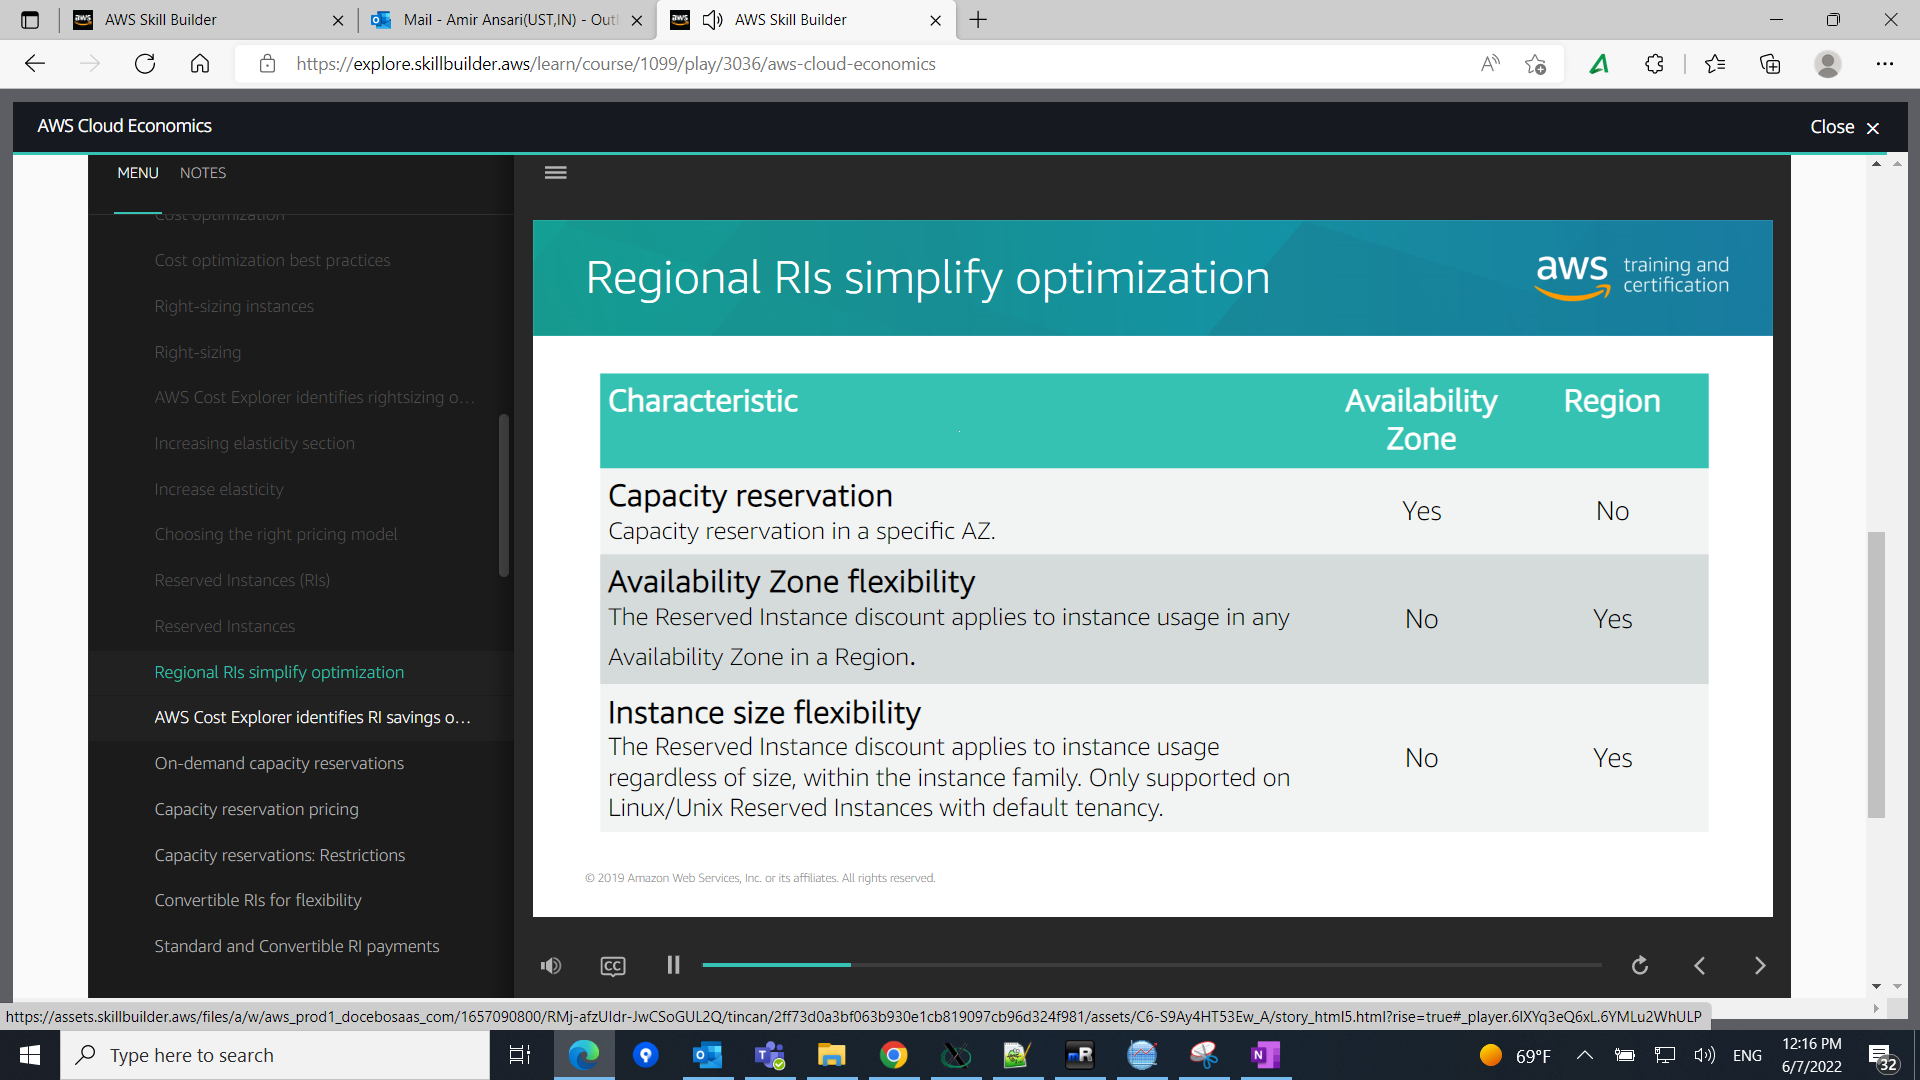 AWS Skill Builder
Mail - Amir Ansari(UST,IN) - Outl
AWS Skill Builder
https://explore.skillbuilder.aws/learn/course/1099/play/3036/aws-cloud-economics
AWS Cloud Economics
Close
MENU
NOTES
Cost optimization
Cost optimization best practices
Right-sizing instances
Right-sizing
AWS Cost Explorer identifies rightsizing o...
Increasing elasticity section
Increase elasticity
Choosing the right pricing model
Reserved Instances (RIs)
Reserved Instances
Regional RIs simplify optimization
AWS Cost Explorer identifies RI savings o...
On-demand capacity reservations
Capacity reservation pricing
Capacity reservations: Restrictions
Convertible RIs for flexibility
Standard and Convertible RI payments
Regional RIs simplify optimization
aws training and
certification
Characteristic Availability Region
Zone
Capacity reservation
Capacity reservation in a specific AZ.
Yes No
Availability Zone flexibility
The Reserved Instance discount applies to instance usage in any
Availability Zone in a Region.
No Yes
Instance size flexibility
The Reserved Instance discount applies to instance usage
regardless of size, within the instance family. Only supported on
Linux/Unix Reserved Instances with default tenancy.
No Yes
© 2019 Amazon Web Services, Inc. or its affiliates. All rights reserved.
CC
https://assets.skillbuilder.aws/files/a/w/aws_prod1_docebosaas_com/1657090800/RMj-afzUIdr-JwCSoGUL2Q/tincan/2ff73d0a3bf063b930e1cb819097cb96d324f981/assets/C6-S9Ay4HT53Ew_A/story_html5.html?rise=true#_player.6lXYq3eQ6xL.6YMLu2WhULP
Type here to search
69°F
ENG
12:16 PM
6/7/2022
32